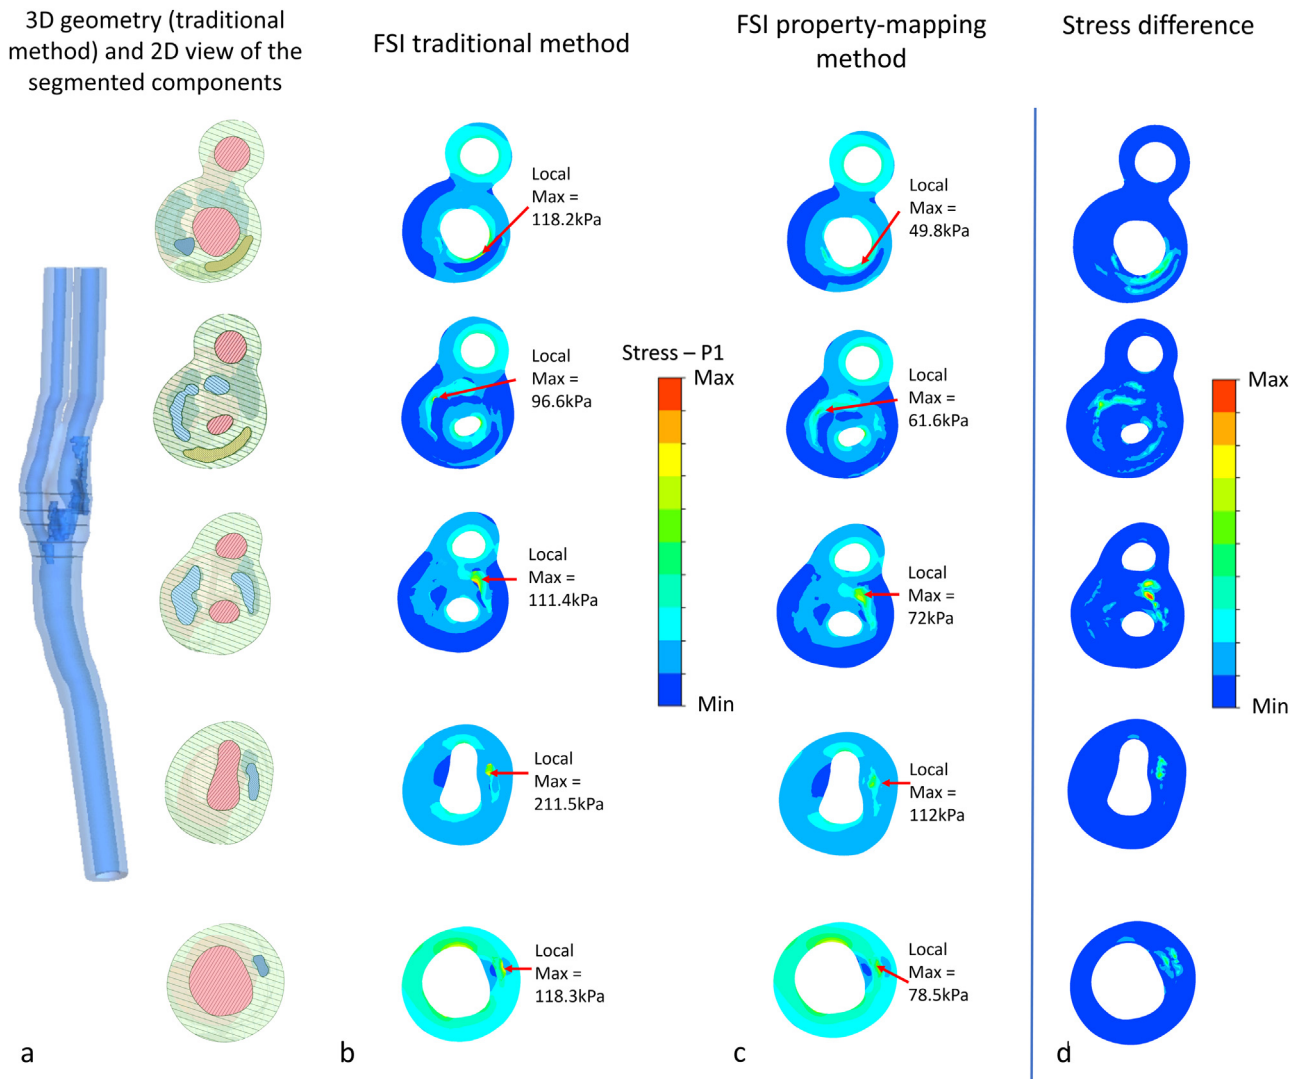 3D geometry (traditional
method) and 2D view of the
segmented components
FSI traditional method
FSI property-mapping
method
Stress difference
Local
Max =
118.2kPa
Local
Max =
49.8kPa
Local
Max =
96.6kPa
Stress – P1
Max
Min
Local
Max =
61.6kPa
Max
Min
Local
Max =
111.4kPa
Local
Max =
72kPa
Local
Max =
211.5kPa
Local
Max =
112kPa
Local
Max =
118.3kPa
Local
Max =
78.5kPa
a
b
c
d